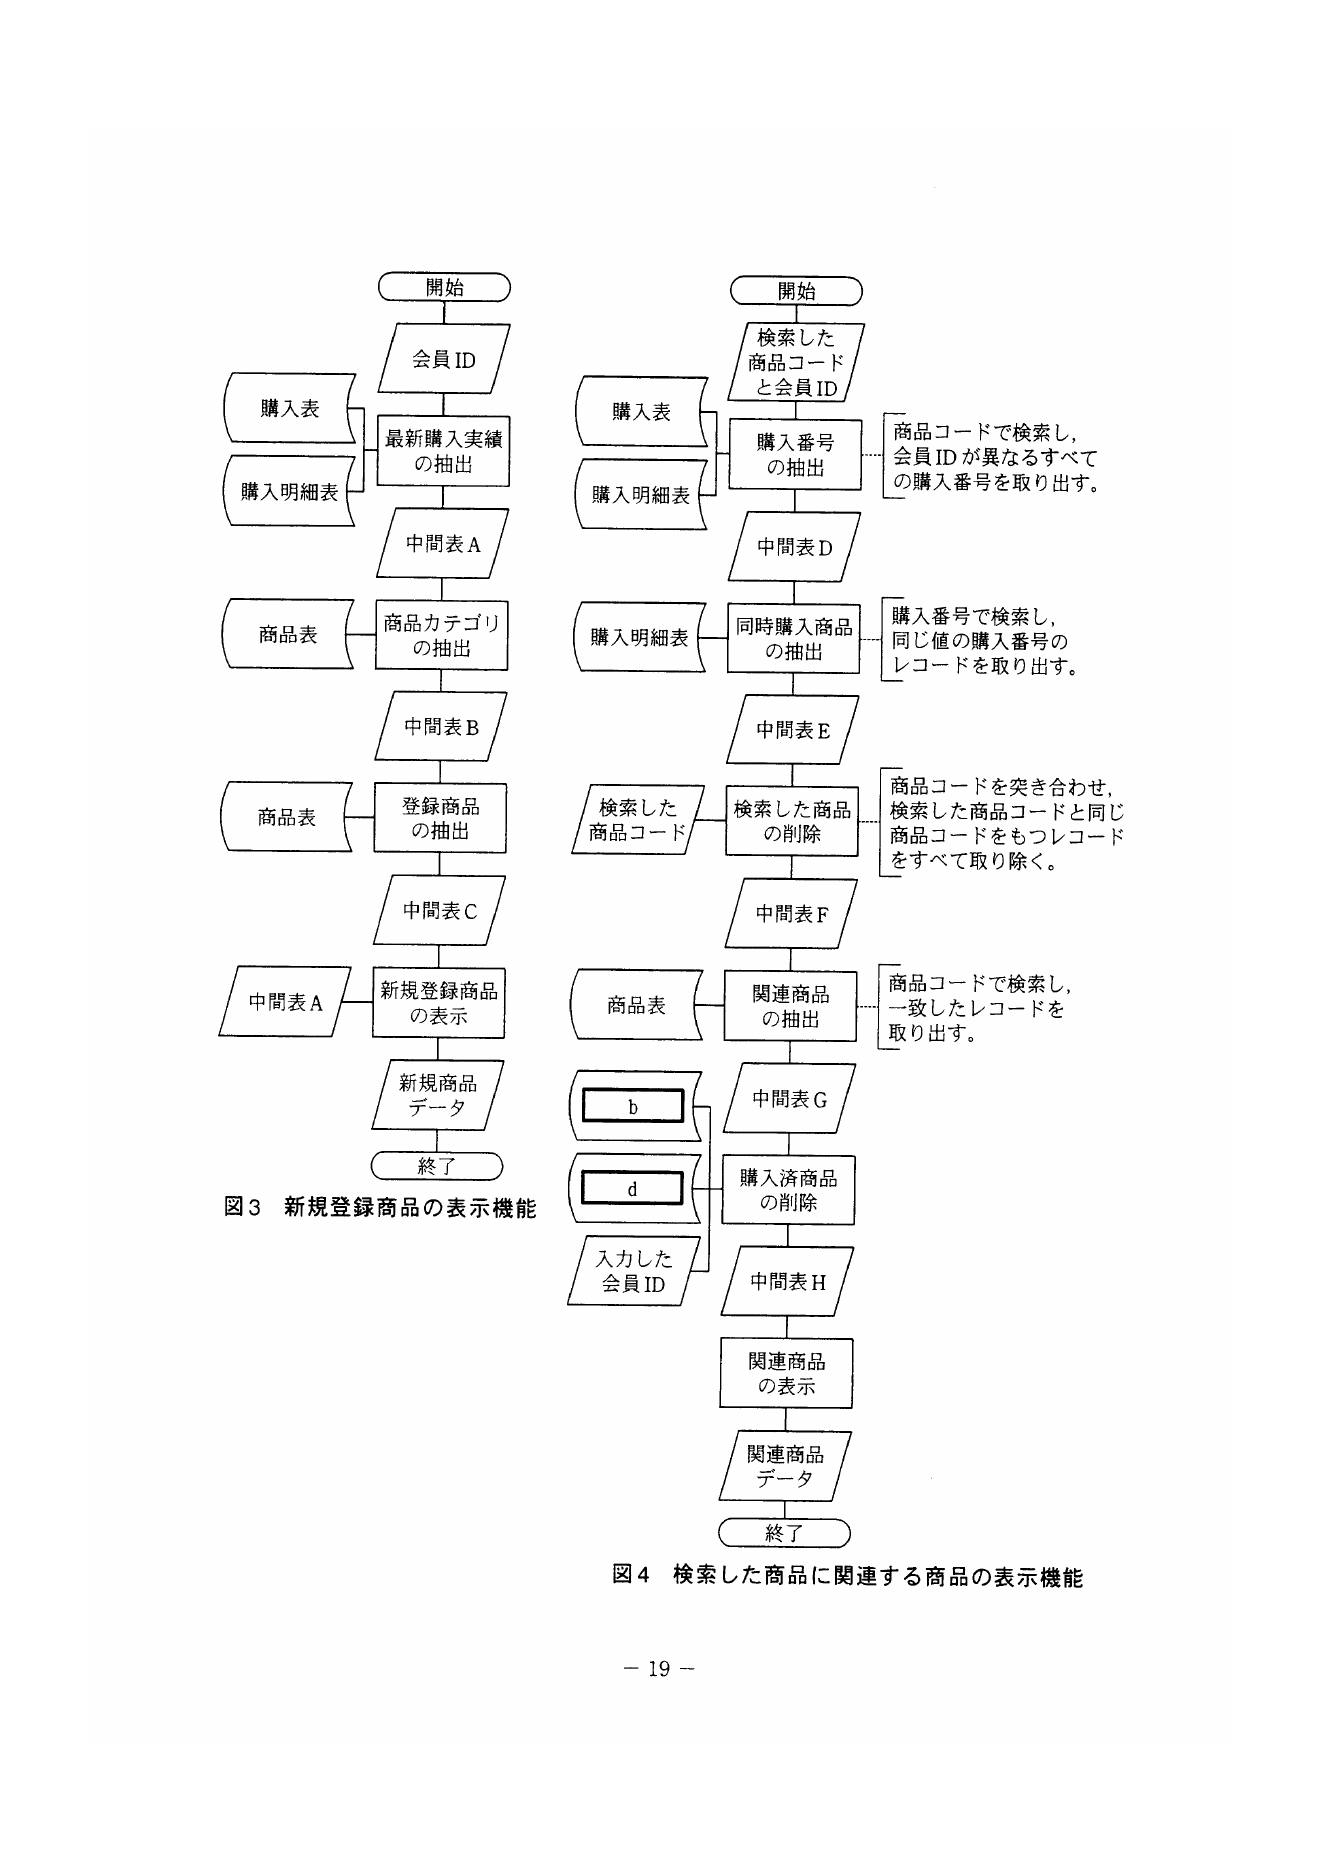 開始
会員ID
購入表
最新購入実績
の抽出
購入明細表
中間表A
商品表
商品カテゴリ
の抽出
中間表B
商品表
登録商品
の抽出
中間表C
中間表A
新規登録商品
の表示
新規商品
データ
終了
図3　新規登録商品の表示機能
開始
検索した
商品コード
と会員ID
購入表
購入番号
の抽出
商品コードで検索し,
会員IDが異なるすべて
の購入番号を取り出す。
購入明細表
中間表D
購入明細表
同時購入商品
の抽出
購入番号で検索し,
同じ値の購入番号の
レコードを取り出す。
中間表E
検索した
商品コード
検索した商品
の削除
商品コードを突き合わせ,
検索した商品コードと同じ
商品コードをもつレコード
をすべて取り除く。
中間表F
商品表
関連商品
の抽出
商品コードで検索し,
一致したレコードを
取り出す。
中間表G
b
d
購入済商品
の削除
入力した
会員ID
中間表H
関連商品
の表示
関連商品
データ
終了
図4　検索した商品に関連する商品の表示機能
－ 19 －